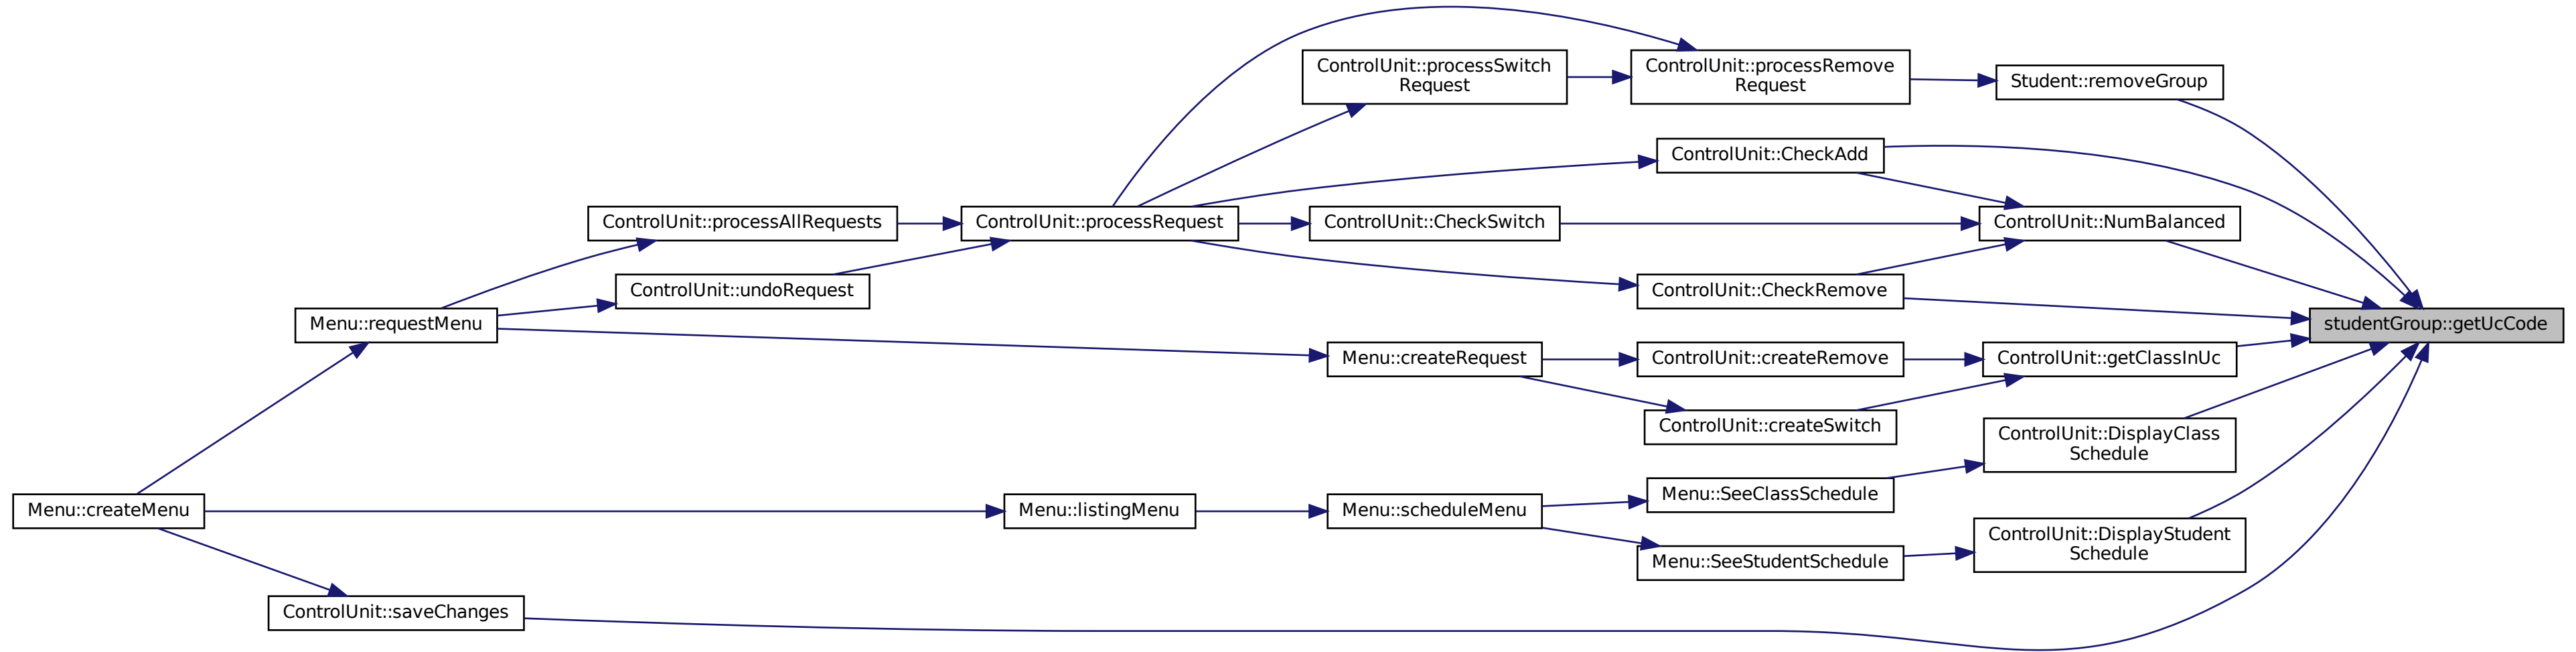 ControlUnit::processSwitch
Request
ControlUnit::processRemove
Request
Student::removeGroup
ControlUnit::CheckAdd
ControlUnit::processAllRequests
ControlUnit::processRequest
ControlUnit::CheckSwitch
ControlUnit::NumBalanced
ControlUnit::undoRequest
ControlUnit::CheckRemove
Menu::requestMenu
studentGroup::getUcCode
Menu::createRequest
ControlUnit::createRemove
ControlUnit::getClassInUc
ControlUnit::createSwitch
ControlUnit::DisplayClass
Schedule
Menu::SeeClassSchedule
Menu::createMenu
Menu::listingMenu
Menu::scheduleMenu
ControlUnit::DisplayStudent
Schedule
Menu::SeeStudentSchedule
ControlUnit::saveChanges